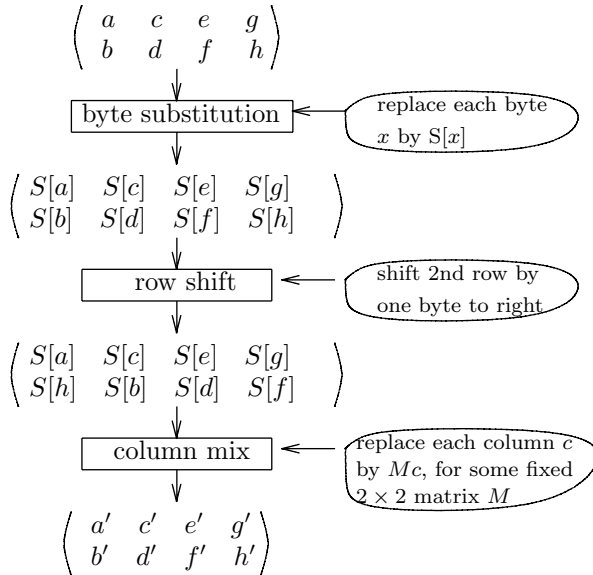 a c e g
b d f h
byte substitution
replace each byte
x by S[x]
S[a] S[c] S[e] S[g]
S[b] S[d] S[f] S[h]
row shift
shift 2nd row by
one byte to right
S[a] S[c] S[e] S[g]
S[h] S[b] S[d] S[f]
column mix
replace each column c
by Mc, for some fixed
2 × 2 matrix M
a′ c′ e′ g′
b′ d′ f′ h′